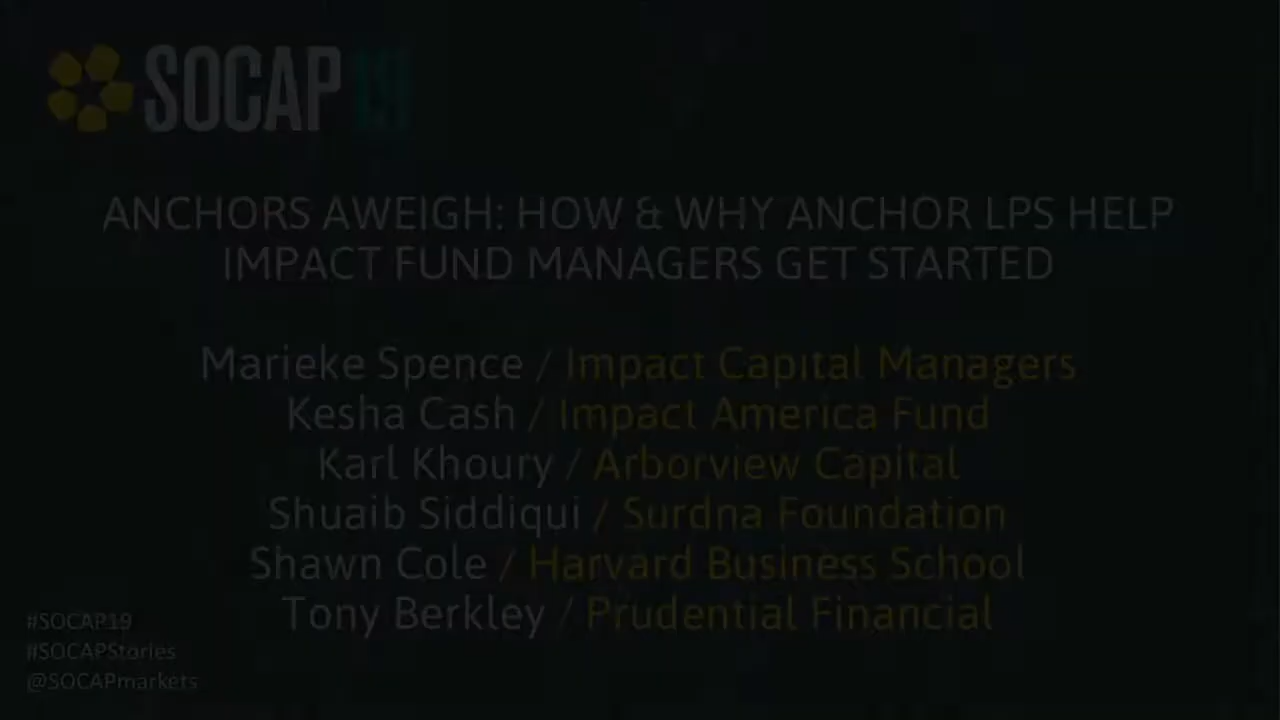 SOCAP 19
ANCHORS AWEIGH: HOW & WHY ANCHOR LPS HELP
IMPACT FUND MANAGERS GET STARTED
Marieke Spence / Impact Capital Managers
Kesha Cash / Impact America Fund
Karl Khoury / Arborview Capital
Shuaib Siddiqui / Surdna Foundation
Shawn Cole / Harvard Business School
Tony Berkley / Prudential Financial
#SOCAP19
#SOCAPStories
@SOCAPmarkets